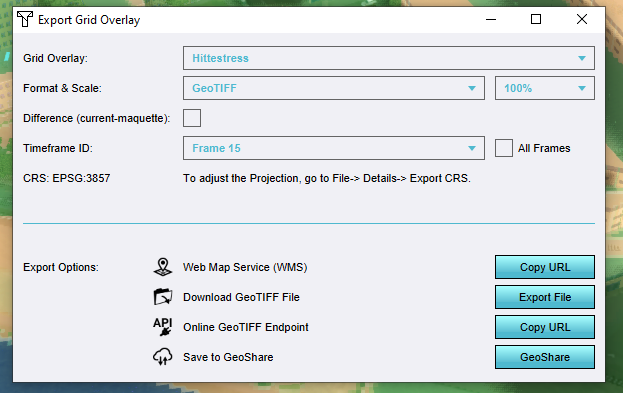 Export Grid Overlay
Grid Overlay: Hittestress
Format & Scale: GeoTIFF 100%
Difference (current-maquette):
Timeframe ID: Frame 15 All Frames
CRS: EPSG:3857 To adjust the Projection, go to File-> Details-> Export CRS.
Export Options: Web Map Service (WMS) Copy URL
Download GeoTIFF File Export File
API Online GeoTIFF Endpoint Copy URL
Save to GeoShare GeoShare